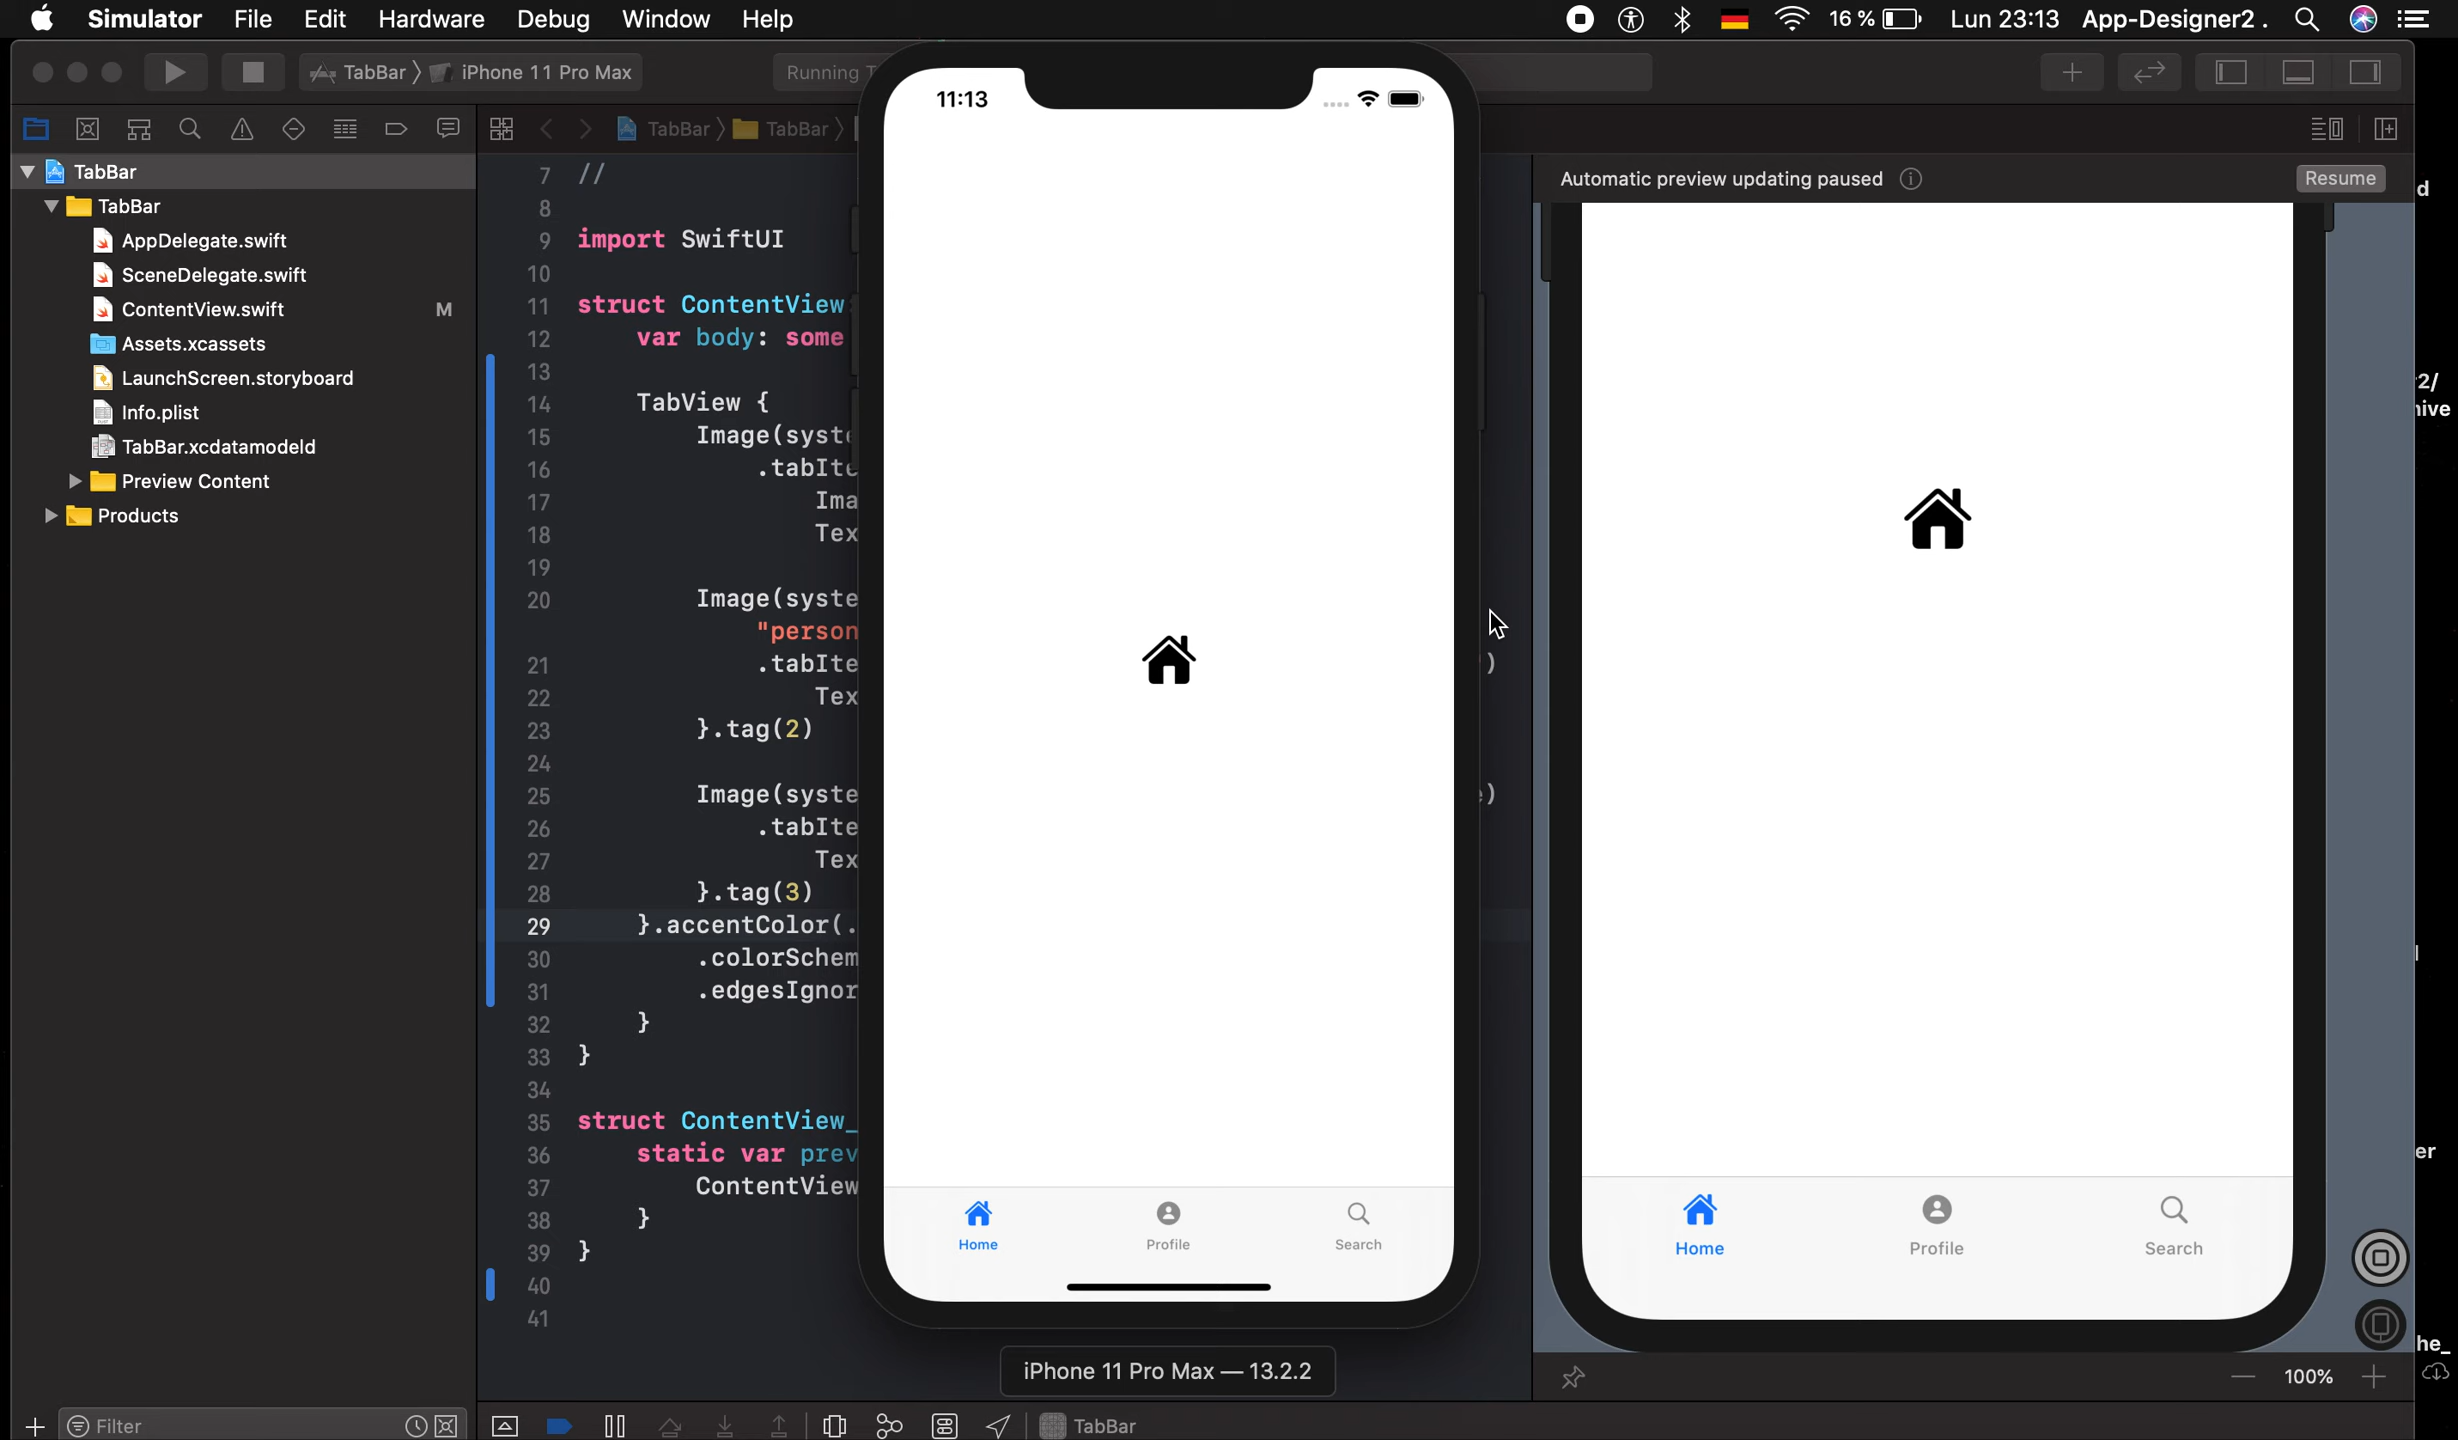 Simulator File Edit Hardware Debug Window Help 16 % Lun 23:13 App-Designer2 .
TabBar iPhone 11 Pro Max Running
TabBar TabBar
TabBar
TabBar
AppDelegate.swift
SceneDelegate.swift
ContentView.swift M
Assets.xcassets
LaunchScreen.storyboard
Info.plist
TabBar.xcdatamodeld
Preview Content
Products
Filter
7 //
8
9 import SwiftUI
10
11 struct ContentView
12 var body: some
13
14 TabView {
15 Image(syste
16 .tabIte
17 Ima
18 Tex
19
20 Image(syste
"person
21 .tabIte )
22 Tex
23 }.tag(2)
24
25 Image(syste )
26 .tabIte
27 Tex
28 }.tag(3)
29 }.accentColor(.
30 .colorSchem
31 .edgesIgnor
32 }
33 }
34
35 struct ContentView_
36 static var prev
37 ContentView
38 }
39 }
40
41
11:13
Home Profile Search
iPhone 11 Pro Max — 13.2.2
TabBar
Automatic preview updating paused Resume
Home Profile Search
100%
d
2/
ive
er
he_